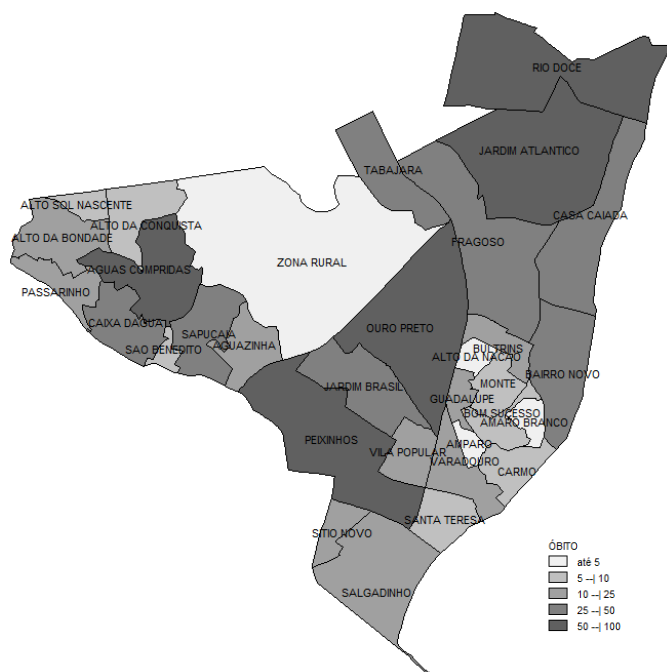 RIO DOCE
JARDIM ATLANTICO
TABAJARA
ALTO SOL NASCENTE
CASA CAIADA
ALTO DA CONQUISTA
ALTO DA BONDADE
FRAGOSO
ZONA RURAL
AGUAS COMPRIDAS
PASSARINHO
CAIXA DAGUA
OURO PRETO
SAPUCAIA
AGUAZINHA
SAO BENEDITO
BULTRINS
ALTO DA NACAO
BAIRRO NOVO
JARDIM BRASIL
MONTE
GUADALUPE
BOM SUCESSO
AMARO BRANCO
PEIXINHOS
AMPARO
VILA POPULAR
VARADOURO
CARMO
SANTA TERESA
SITIO NOVO
SALGADINHO
ÓBITO
até 5
5 --| 10
10 --| 25
25 --| 50
50 --| 100